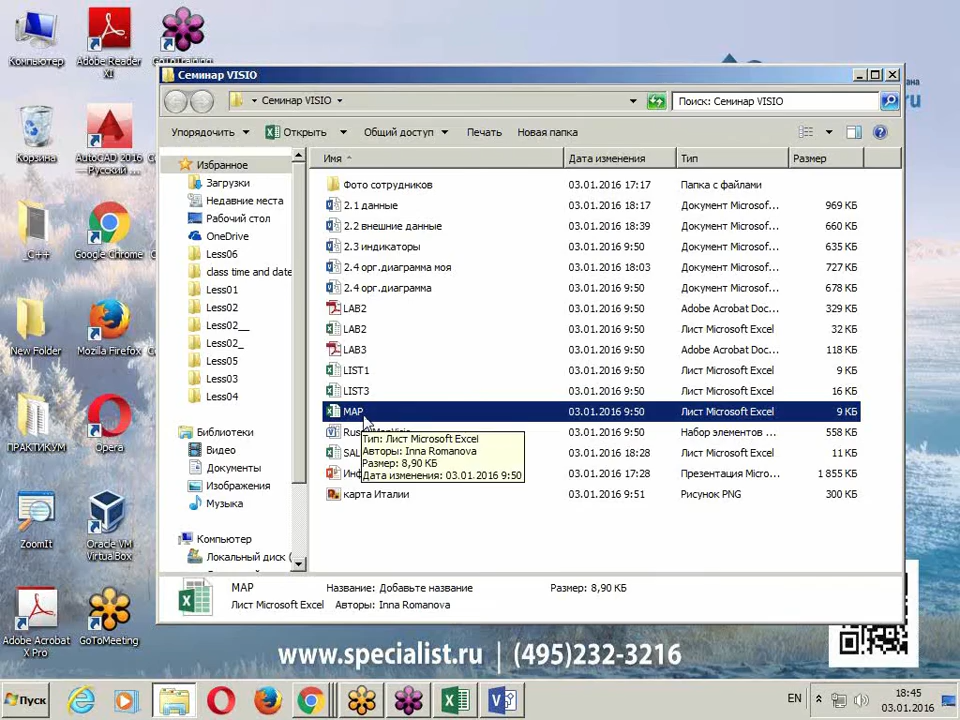 Компьютер
Adobe Reader XI
GoToTraining
Корзина
AutoCAD 2016 — Русский ...
_C++
Google Chrome
New Folder
Mozilla Firefox
ПРАКТИКУМ
Opera
ZoomIt
Oracle VM VirtualBox
Adobe Acrobat X Pro
GoToMeeting
Семинар VISIO
Семинар VISIO
Поиск: Семинар VISIO
Упорядочить Открыть Общий доступ Печать Новая папка
Избранное
Загрузки
Недавние места
Рабочий стол
OneDrive
Less06
class time and date
Less01
Less02
Less02__
Less02_
Less05
Less03
Less04
Библиотеки
Видео
Документы
Изображения
Музыка
Компьютер
Локальный диск (
Имя Дата изменения Тип Размер
Фото сотрудников 03.01.2016 17:17 Папка с файлами
2.1 данные 03.01.2016 18:17 Документ Microsof... 969 КБ
2.2 внешние данные 03.01.2016 18:39 Документ Microsof... 660 КБ
2.3 индикаторы 03.01.2016 9:50 Документ Microsof... 635 КБ
2.4 орг.диаграмма моя 03.01.2016 18:03 Документ Microsof... 727 КБ
2.4 орг.диаграмма 03.01.2016 9:50 Документ Microsof... 678 КБ
LAB2 03.01.2016 9:50 Adobe Acrobat Doc... 329 КБ
LAB2 03.01.2016 9:50 Лист Microsoft Excel 32 КБ
LAB3 03.01.2016 9:50 Adobe Acrobat Doc... 118 КБ
LIST1 03.01.2016 9:50 Лист Microsoft Excel 9 КБ
LIST3 03.01.2016 9:50 Лист Microsoft Excel 16 КБ
MAP 03.01.2016 9:50 Лист Microsoft Excel 9 КБ
03.01.2016 9:50 Набор элементов ... 558 КБ
SAL 03.01.2016 18:28 Лист Microsoft Excel 11 КБ
Инф 03.01.2016 17:28 Презентация Micro... 1 855 КБ
карта Италии 03.01.2016 9:51 Рисунок PNG 300 КБ
Тип: Лист Microsoft Excel
Авторы: Inna Romanova
Размер: 8,90 КБ
Дата изменения: 03.01.2016 9:50
MAP Название: Добавьте название Размер: 8,90 КБ
Лист Microsoft Excel Авторы: Inna Romanova
www.specialist.ru | (495)232-3216
Пуск
EN
18:45
03.01.2016